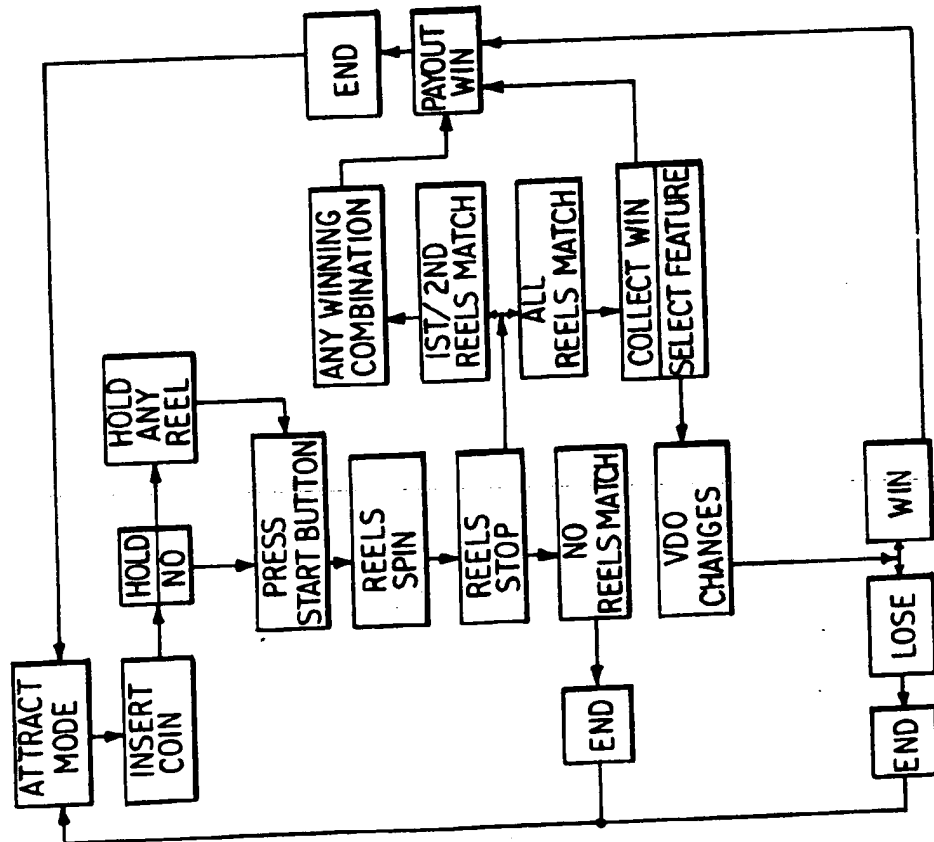 ATTRACT
MODE
INSERT
COIN
HOLD
NO
HOLD
ANY
REEL
PRESS
START BUTTON
REELS
SPIN
REELS
STOP
NO
REELS MATCH
END
1ST/2ND
REELS MATCH
ANY WINNING
COMBINATION
ALL
REELS MATCH
COLLECT WIN
SELECT FEATURE
PAYOUT
WIN
END
VDO
CHANGES
WIN
LOSE
END